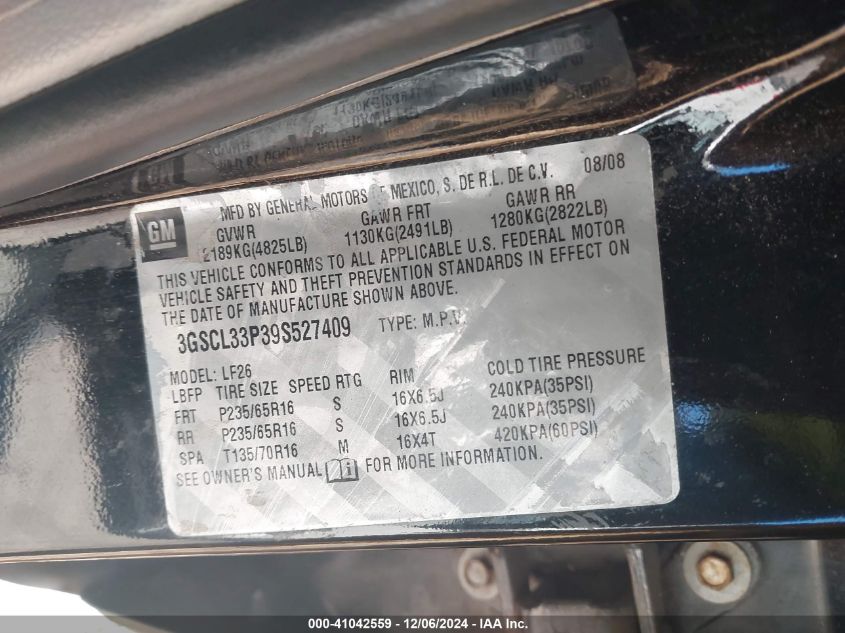 GM
MFD BY GENERAL MOTORS DE MEXICO, S. DE R.L. DE C.V. 08/08
GVWR GAWR FRT GAWR RR
2189KG(4825LB) 1130KG(2491LB) 1280KG(2822LB)
THIS VEHICLE CONFORMS TO ALL APPLICABLE U.S. FEDERAL MOTOR
VEHICLE SAFETY AND THEFT PREVENTION STANDARDS IN EFFECT ON
THE DATE OF MANUFACTURE SHOWN ABOVE.
3GSCL33P39S527409 TYPE: M.P.V.
MODEL: LF26
LBFP TIRE SIZE SPEED RTG RIM COLD TIRE PRESSURE
FRT P235/65R16 S 16X6.5J 240KPA(35PSI)
RR P235/65R16 S 16X6.5J 240KPA(35PSI)
SPA T135/70R16 M 16X4T 420KPA(60PSI)
SEE OWNER'S MANUAL FOR MORE INFORMATION.
000-41042559 - 12/06/2024 - IAA Inc.